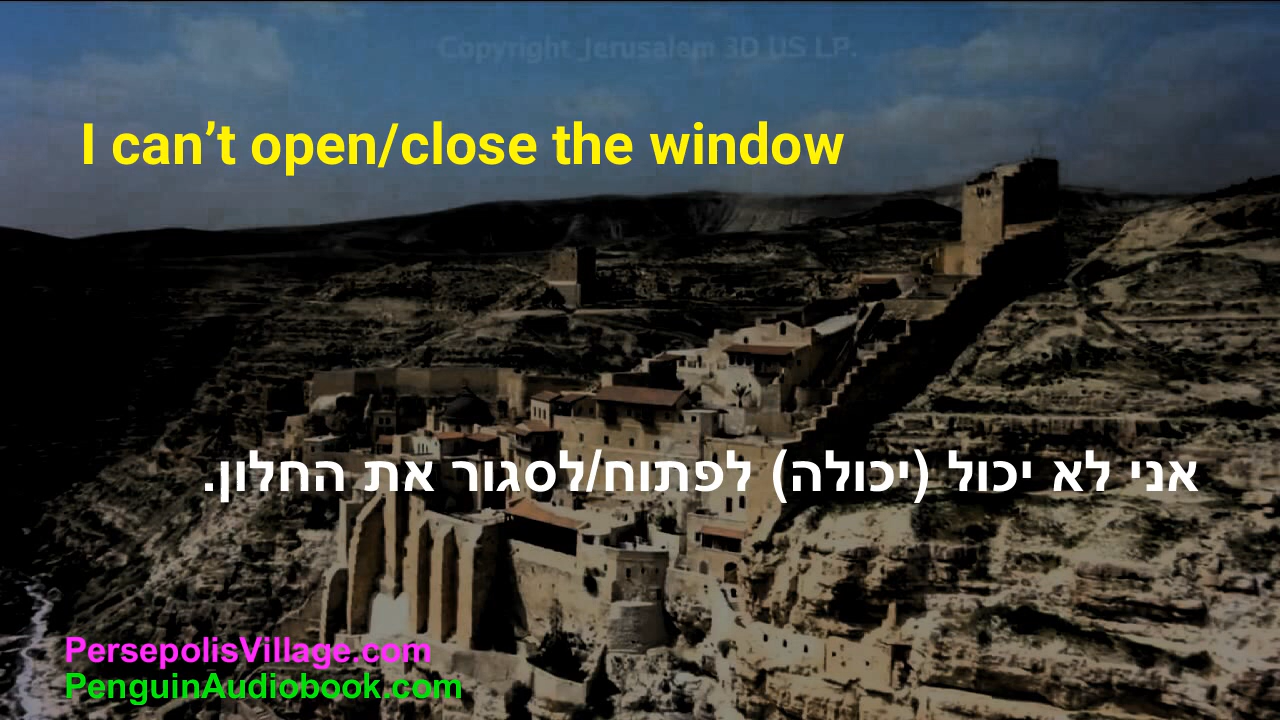 Copyright Jerusalem 3D US LP.
I can’t open/close the window
אני לא יכול (יכולה) לפתוח/לסגור את החלון.
PersepolisVillage.com
PenguinAudiobook.com